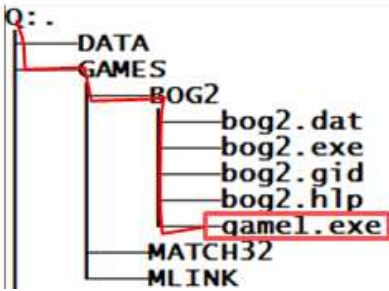 Q:.
DATA
GAMES
BOG2
bog2.dat
bog2.exe
bog2.gid
bog2.hlp
game1.exe
MATCH32
MLINK